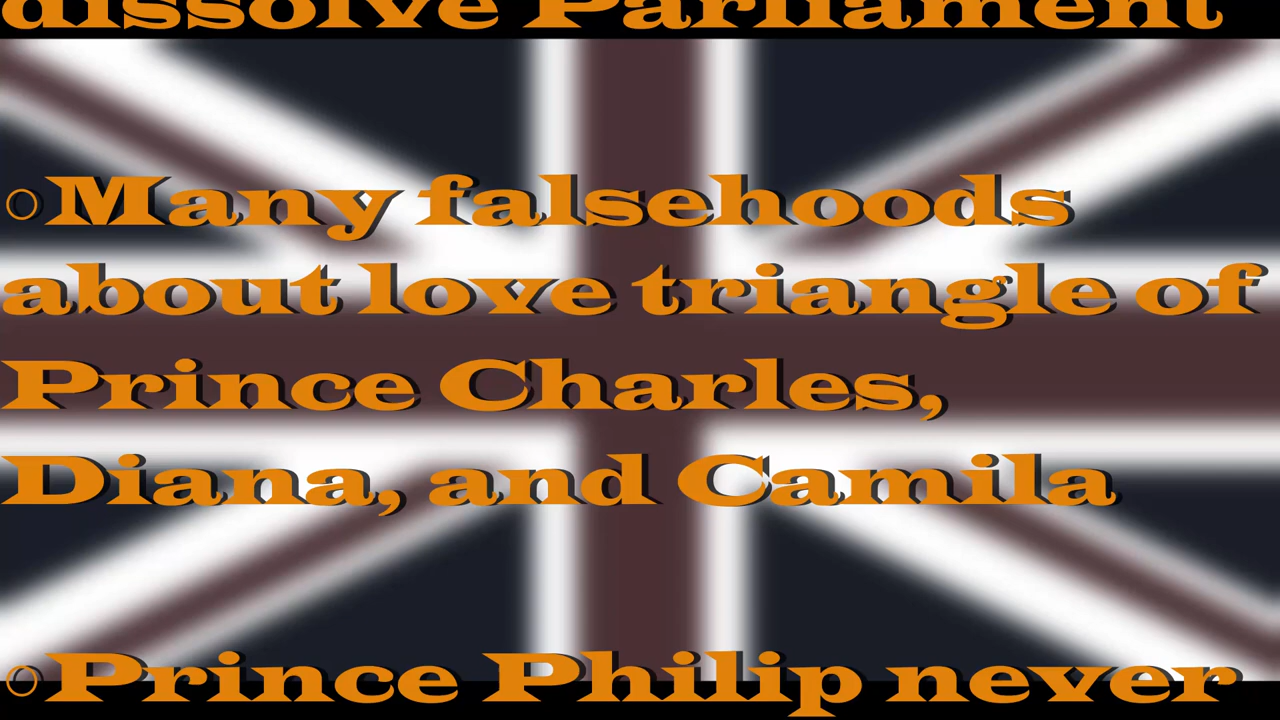 dissolve Parliament
○Many falsehoods
about love triangle of
Prince Charles,
Diana, and Camila
○Prince Philip never